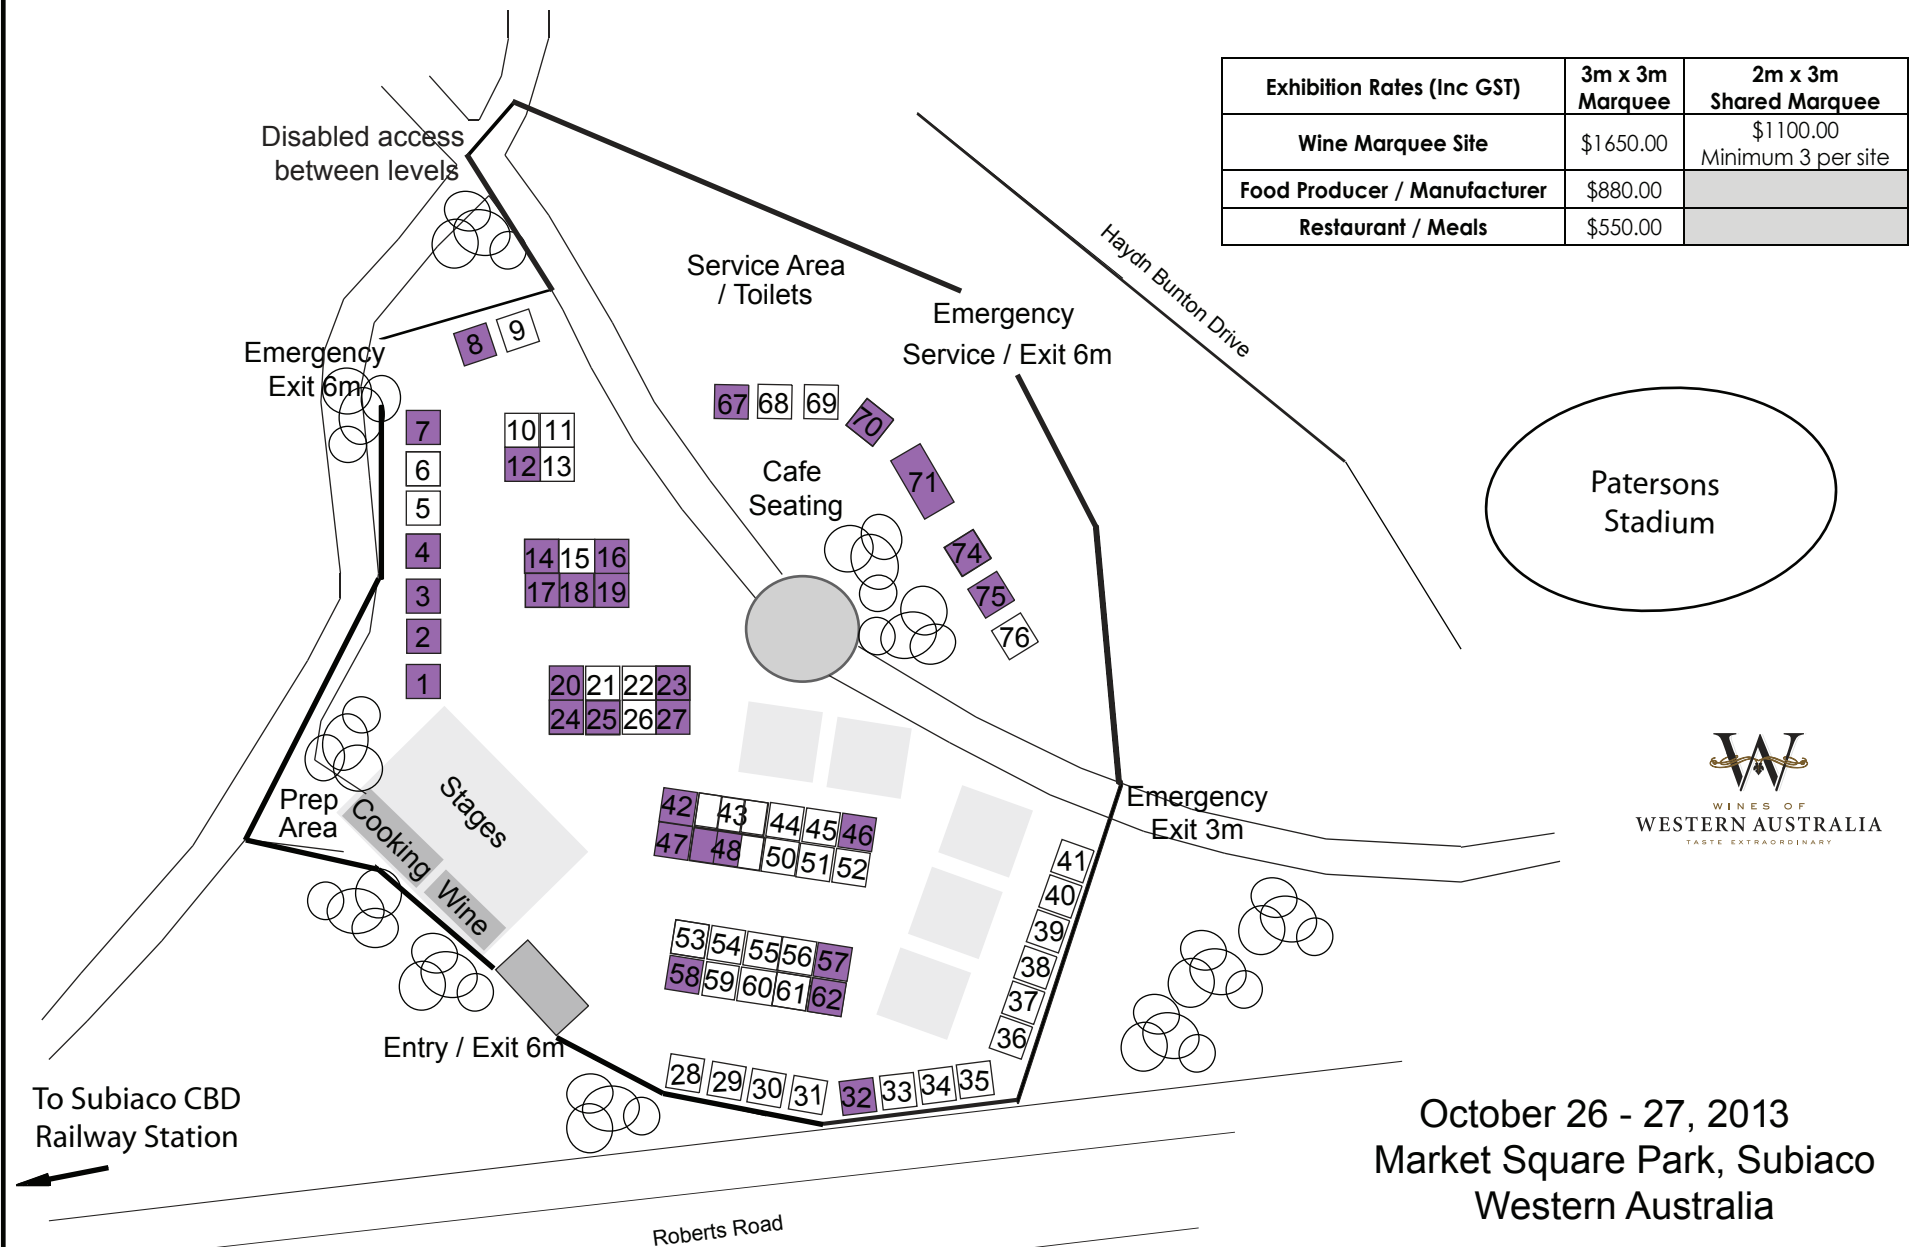 Exhibition Rates (Inc GST)
3m x 3m
Marquee
2m x 3m
Shared Marquee
Wine Marquee Site
$1650.00
$1100.00
Minimum 3 per site
Food Producer / Manufacturer
$880.00
Restaurant / Meals
$550.00
Disabled access
between levels
Haydn Bunton Drive
Service Area
/ Toilets
Emergency
Service / Exit 6m
Emergency
Exit 6m
8 9
67 68 69 70
71
74
75
76
7
6
5
4
3
2
1
10 11
12 13
Cafe
Seating
14 15 16
17 18 19
20 21 22 23
24 25 26 27
Patersons
Stadium
Stages
Cooking
Wine
Prep
Area
42 43 44 45 46
47 48 50 51 52
Emergency
Exit 3m
41
40
39
38
37
36
53 54 55 56 57
58 59 60 61 62
28 29 30 31 32 33 34 35
Entry / Exit 6m
W
WINES OF
WESTERN AUSTRALIA
TASTE EXTRAORDINARY
To Subiaco CBD
Railway Station
Roberts Road
October 26 - 27, 2013
Market Square Park, Subiaco
Western Australia